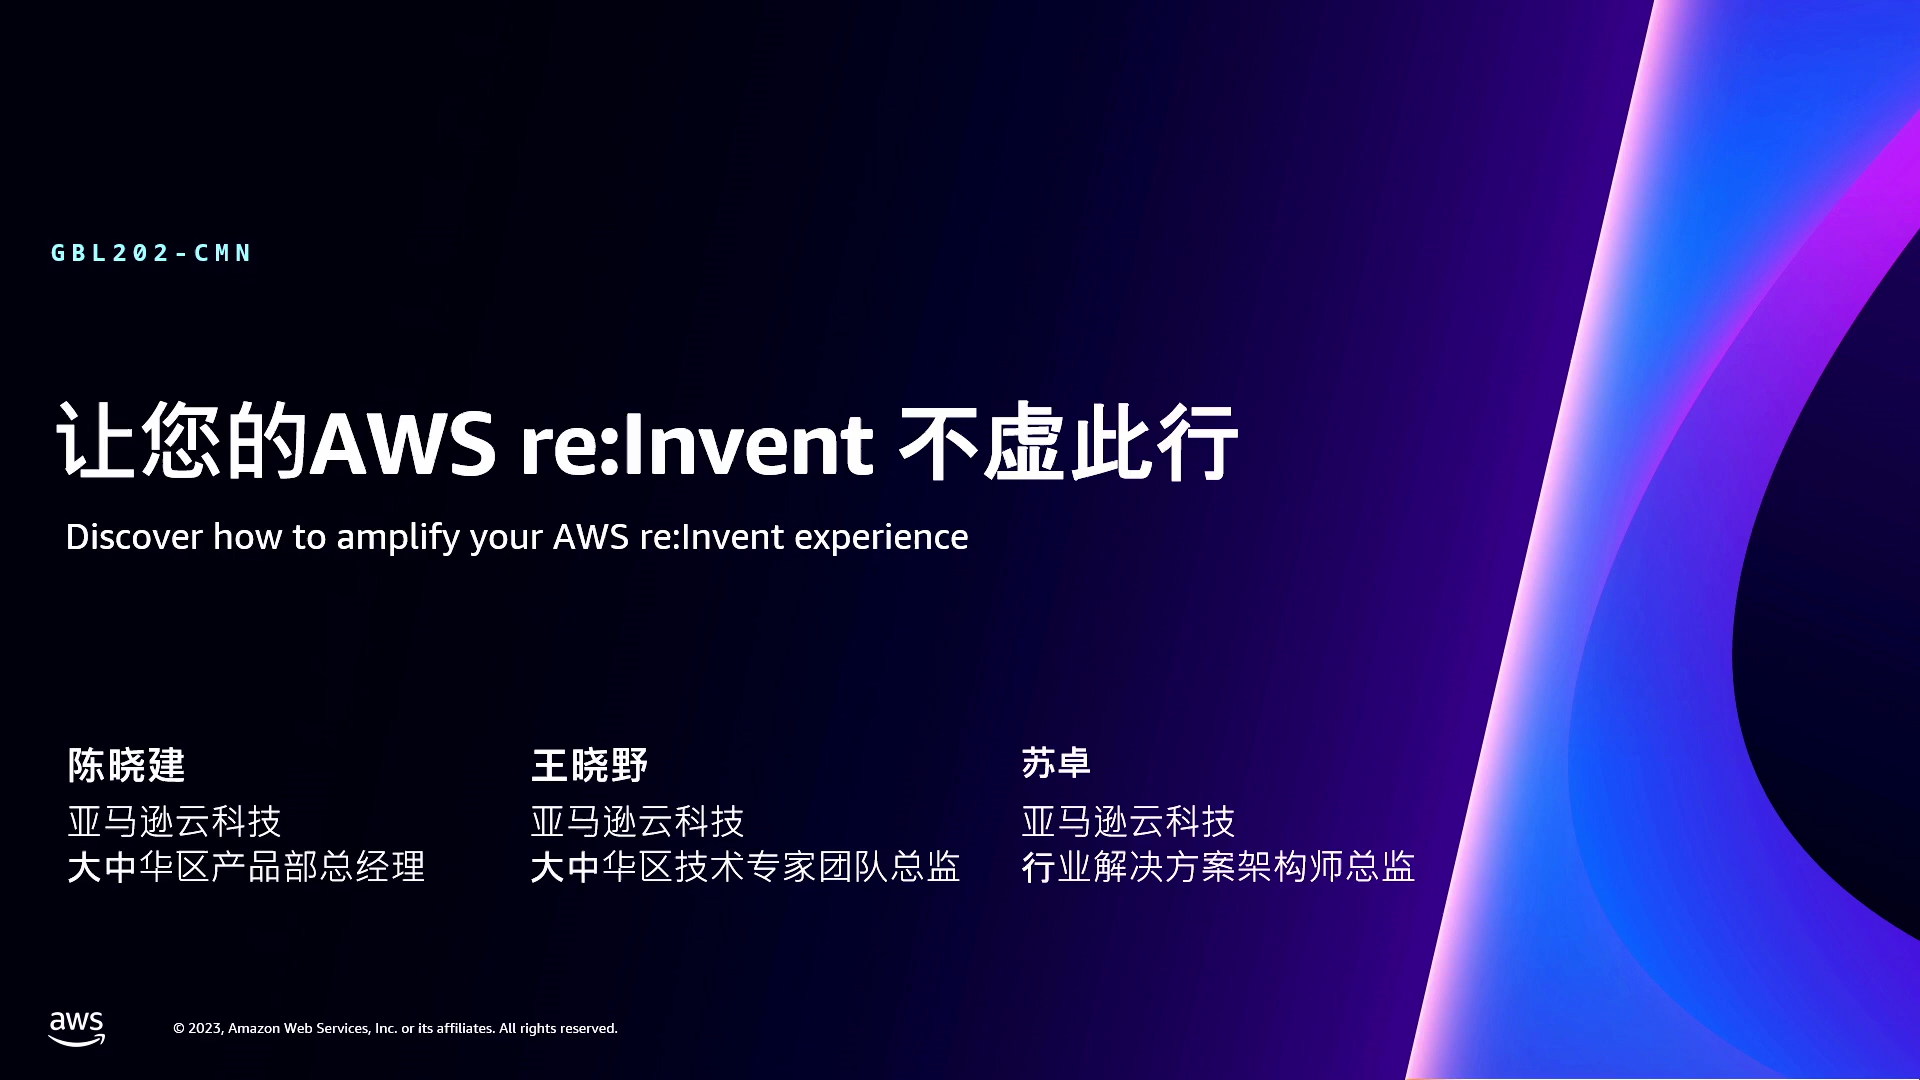 GBL202-CMN
让您的AWS re:Invent 不虚此行
Discover how to amplify your AWS re:Invent experience
陈晓建
亚马逊云科技
大中华区产品部总经理
王晓野
亚马逊云科技
大中华区技术专家团队总监
苏卓
亚马逊云科技
行业解决方案架构师总监
aws
© 2023, Amazon Web Services, Inc. or its affiliates. All rights reserved.